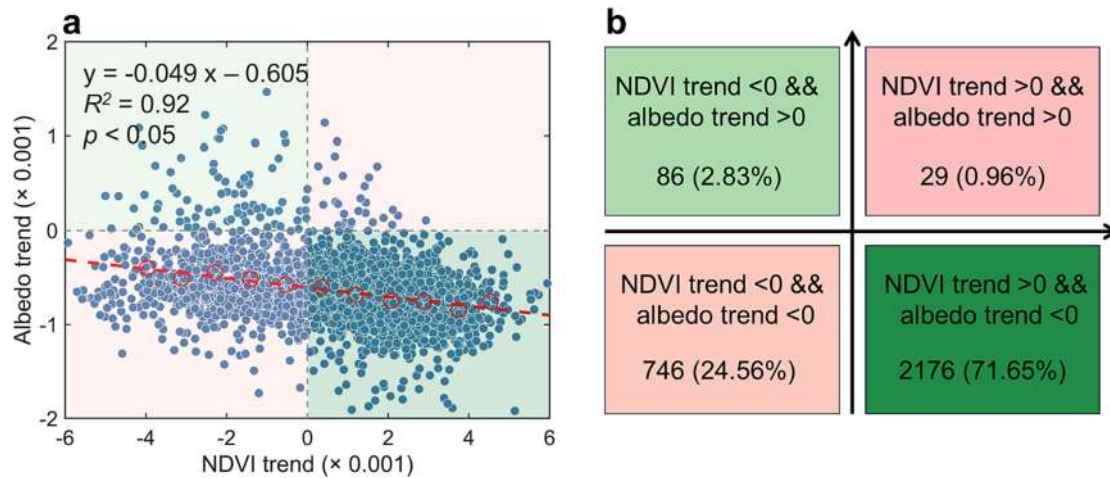 a
y = -0.049 x – 0.605
R² = 0.92
p < 0.05
Albedo trend (× 0.001)
2
1
0
-1
-2
-6 -4 -2 0 2 4 6
NDVI trend (× 0.001)
b
NDVI trend <0 &&
albedo trend >0
86 (2.83%)
NDVI trend >0 &&
albedo trend >0
29 (0.96%)
NDVI trend <0 &&
albedo trend <0
746 (24.56%)
NDVI trend >0 &&
albedo trend <0
2176 (71.65%)